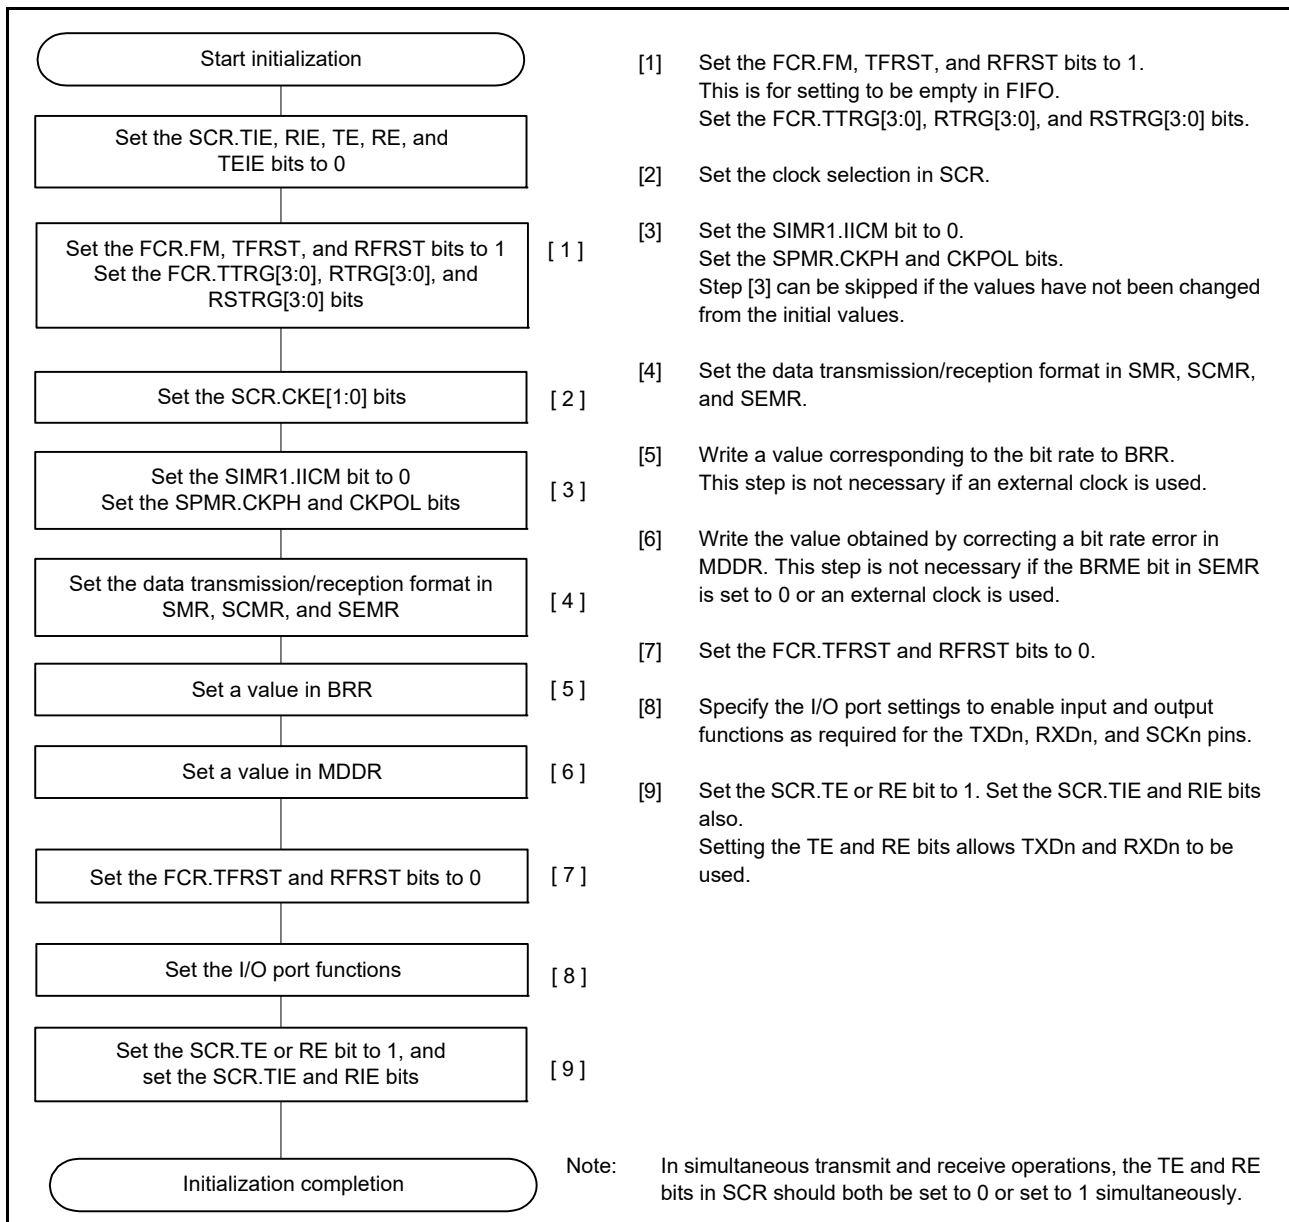 Start initialization
Set the SCR.TIE, RIE, TE, RE, and
TEIE bits to 0
Set the FCR.FM, TFRST, and RFRST bits to 1
Set the FCR.TTRG[3:0], RTRG[3:0], and
RSTRG[3:0] bits
[ 1 ]
Set the SCR.CKE[1:0] bits
[ 2 ]
Set the SIMR1.IICM bit to 0
Set the SPMR.CKPH and CKPOL bits
[ 3 ]
Set the data transmission/reception format in
SMR, SCMR, and SEMR
[ 4 ]
Set a value in BRR
[ 5 ]
Set a value in MDDR
[ 6 ]
Set the FCR.TFRST and RFRST bits to 0
[ 7 ]
Set the I/O port functions
[ 8 ]
Set the SCR.TE or RE bit to 1, and
set the SCR.TIE and RIE bits
[ 9 ]
Initialization completion
[1] Set the FCR.FM, TFRST, and RFRST bits to 1.
This is for setting to be empty in FIFO.
Set the FCR.TTRG[3:0], RTRG[3:0], and RSTRG[3:0] bits.
[2] Set the clock selection in SCR.
[3] Set the SIMR1.IICM bit to 0.
Set the SPMR.CKPH and CKPOL bits.
Step [3] can be skipped if the values have not been changed
from the initial values.
[4] Set the data transmission/reception format in SMR, SCMR,
and SEMR.
[5] Write a value corresponding to the bit rate to BRR.
This step is not necessary if an external clock is used.
[6] Write the value obtained by correcting a bit rate error in
MDDR. This step is not necessary if the BRME bit in SEMR
is set to 0 or an external clock is used.
[7] Set the FCR.TFRST and RFRST bits to 0.
[8] Specify the I/O port settings to enable input and output
functions as required for the TXDn, RXDn, and SCKn pins.
[9] Set the SCR.TE or RE bit to 1. Set the SCR.TIE and RIE bits
also.
Setting the TE and RE bits allows TXDn and RXDn to be
used.
Note: In simultaneous transmit and receive operations, the TE and RE
bits in SCR should both be set to 0 or set to 1 simultaneously.